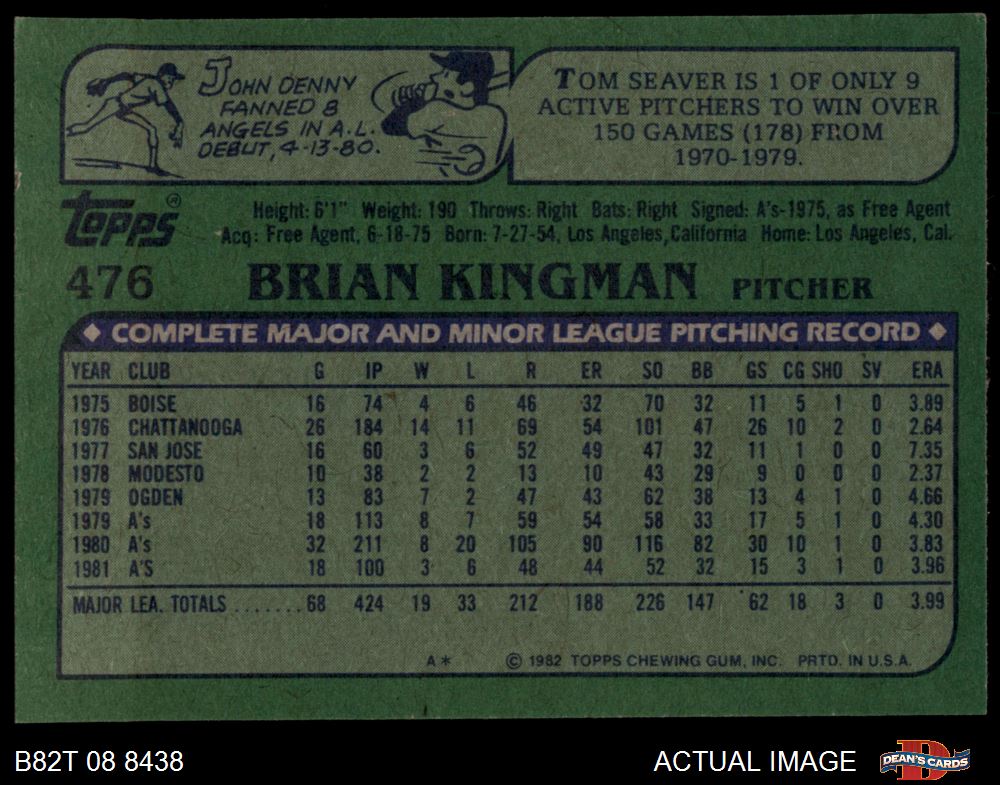 JOHN DENNY
FANNED 8
ANGELS IN A.L.
DEBUT, 4-13-80.
TOM SEAVER IS 1 OF ONLY 9
ACTIVE PITCHERS TO WIN OVER
150 GAMES (178) FROM
1970-1979.
topps®
Height: 6'1" Weight: 190 Throws: Right Bats: Right Signed: A's-1975, as Free Agent
Acq: Free Agent, 6-18-75 Born: 7-27-54, Los Angeles, California Home: Los Angeles, Cal.
476 BRIAN KINGMAN PITCHER
◆ COMPLETE MAJOR AND MINOR LEAGUE PITCHING RECORD ◆
YEAR CLUB G IP W L R ER SO BB GS CG SHO SV ERA
1975 BOISE 16 74 4 6 46 32 70 32 11 5 1 0 3.89
1976 CHATTANOOGA 26 184 14 11 69 54 101 47 26 10 2 0 2.64
1977 SAN JOSE 16 60 3 6 52 49 47 32 11 1 0 0 7.35
1978 MODESTO 10 38 2 2 13 10 43 29 9 0 0 0 2.37
1979 OGDEN 13 83 7 2 47 43 62 38 13 4 1 0 4.66
1979 A's 18 113 8 7 59 54 58 33 17 5 1 0 4.30
1980 A's 32 211 8 20 105 90 116 82 30 10 1 0 3.83
1981 A'S 18 100 3 6 48 44 52 32 15 3 1 0 3.96
MAJOR LEA. TOTALS ....... 68 424 19 33 212 188 226 147 62 18 3 0 3.99
A* © 1982 TOPPS CHEWING GUM, INC. PRTD. IN U.S.A.
B82T 08 8438 ACTUAL IMAGE D DEAN'S CARDS